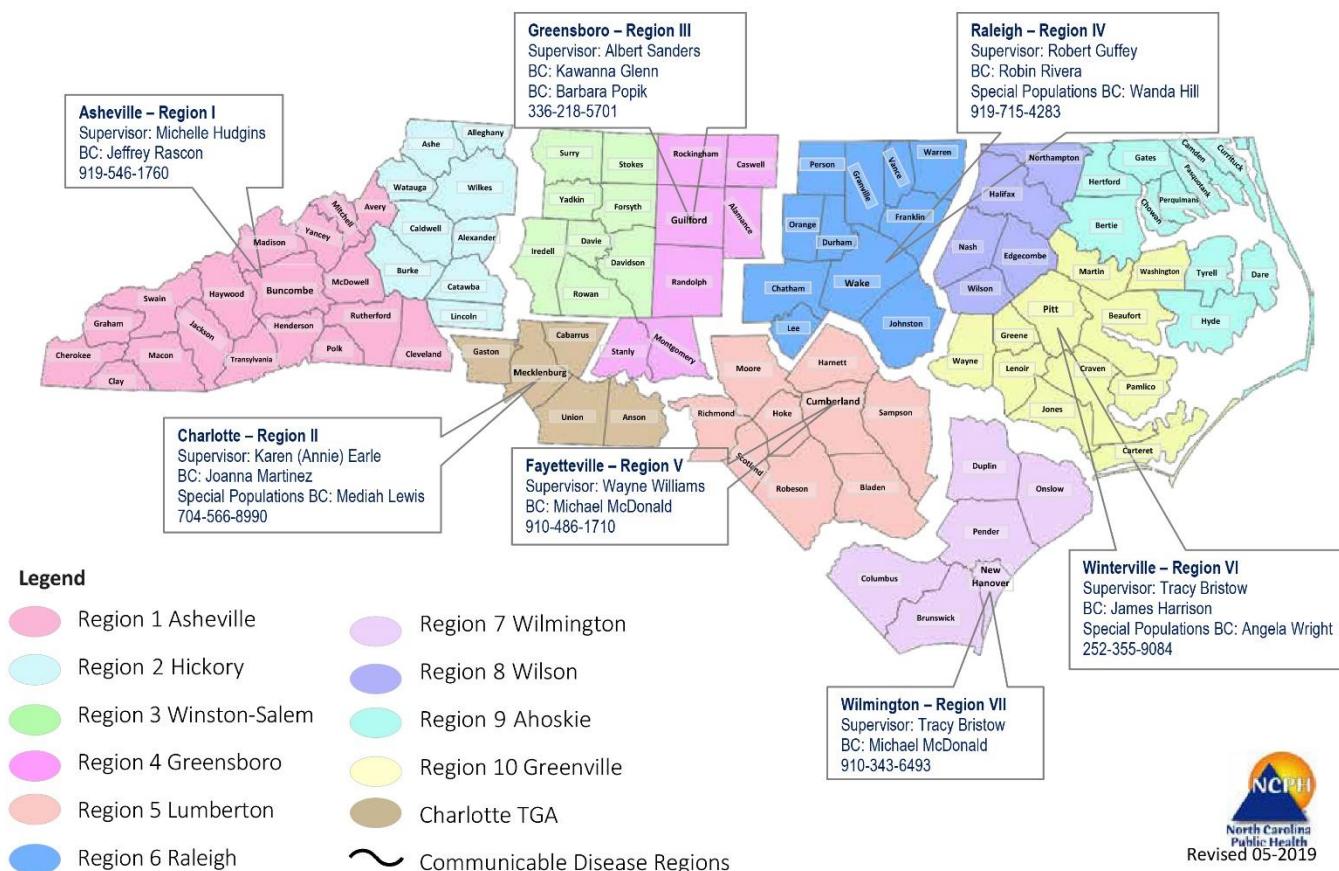 Greensboro – Region III
Supervisor: Albert Sanders
BC: Kawanna Glenn
BC: Barbara Popik
336-218-5701
Raleigh – Region IV
Supervisor: Robert Guffey
BC: Robin Rivera
Special Populations BC: Wanda Hill
919-715-4283
Asheville – Region I
Supervisor: Michelle Hudgins
BC: Jeffrey Rascon
919-546-1760
Ashe
Alleghany
Watauga
Wilkes
Caldwell
Alexander
Burke
Catawba
Lincoln
Mitchell
Avery
Yancey
Madison
Buncombe
McDowell
Haywood
Swain
Graham
Jackson
Henderson
Rutherford
Cherokee
Macon
Transylvania
Polk
Cleveland
Clay
Surry
Stokes
Yadkin
Forsyth
Iredell
Davie
Davidson
Rowan
Rockingham
Caswell
Guilford
Alamance
Randolph
Stanly
Montgomery
Gaston
Cabarrus
Mecklenburg
Union
Anson
Person
Granville
Vance
Warren
Orange
Durham
Franklin
Chatham
Wake
Lee
Johnston
Northampton
Halifax
Nash
Edgecombe
Wilson
Gates
Camden
Currituck
Pasquotank
Hertford
Perquimans
Chowan
Bertie
Tyrell
Dare
Hyde
Martin
Washington
Pitt
Beaufort
Greene
Wayne
Lenoir
Craven
Pamlico
Jones
Carteret
Moore
Harnett
Richmond
Hoke
Cumberland
Sampson
Scotland
Robeson
Bladen
Duplin
Onslow
Pender
New
Hanover
Columbus
Brunswick
Charlotte – Region II
Supervisor: Karen (Annie) Earle
BC: Joanna Martinez
Special Populations BC: Mediah Lewis
704-566-8990
Fayetteville – Region V
Supervisor: Wayne Williams
BC: Michael McDonald
910-486-1710
Winterville – Region VI
Supervisor: Tracy Bristow
BC: James Harrison
Special Populations BC: Angela Wright
252-355-9084
Wilmington – Region VII
Supervisor: Tracy Bristow
BC: Michael McDonald
910-343-6493
Legend
Region 1 Asheville
Region 2 Hickory
Region 3 Winston-Salem
Region 4 Greensboro
Region 5 Lumberton
Region 6 Raleigh
Region 7 Wilmington
Region 8 Wilson
Region 9 Ahoskie
Region 10 Greenville
Charlotte TGA
Communicable Disease Regions
NCPH
North Carolina
Public Health
Revised 05-2019